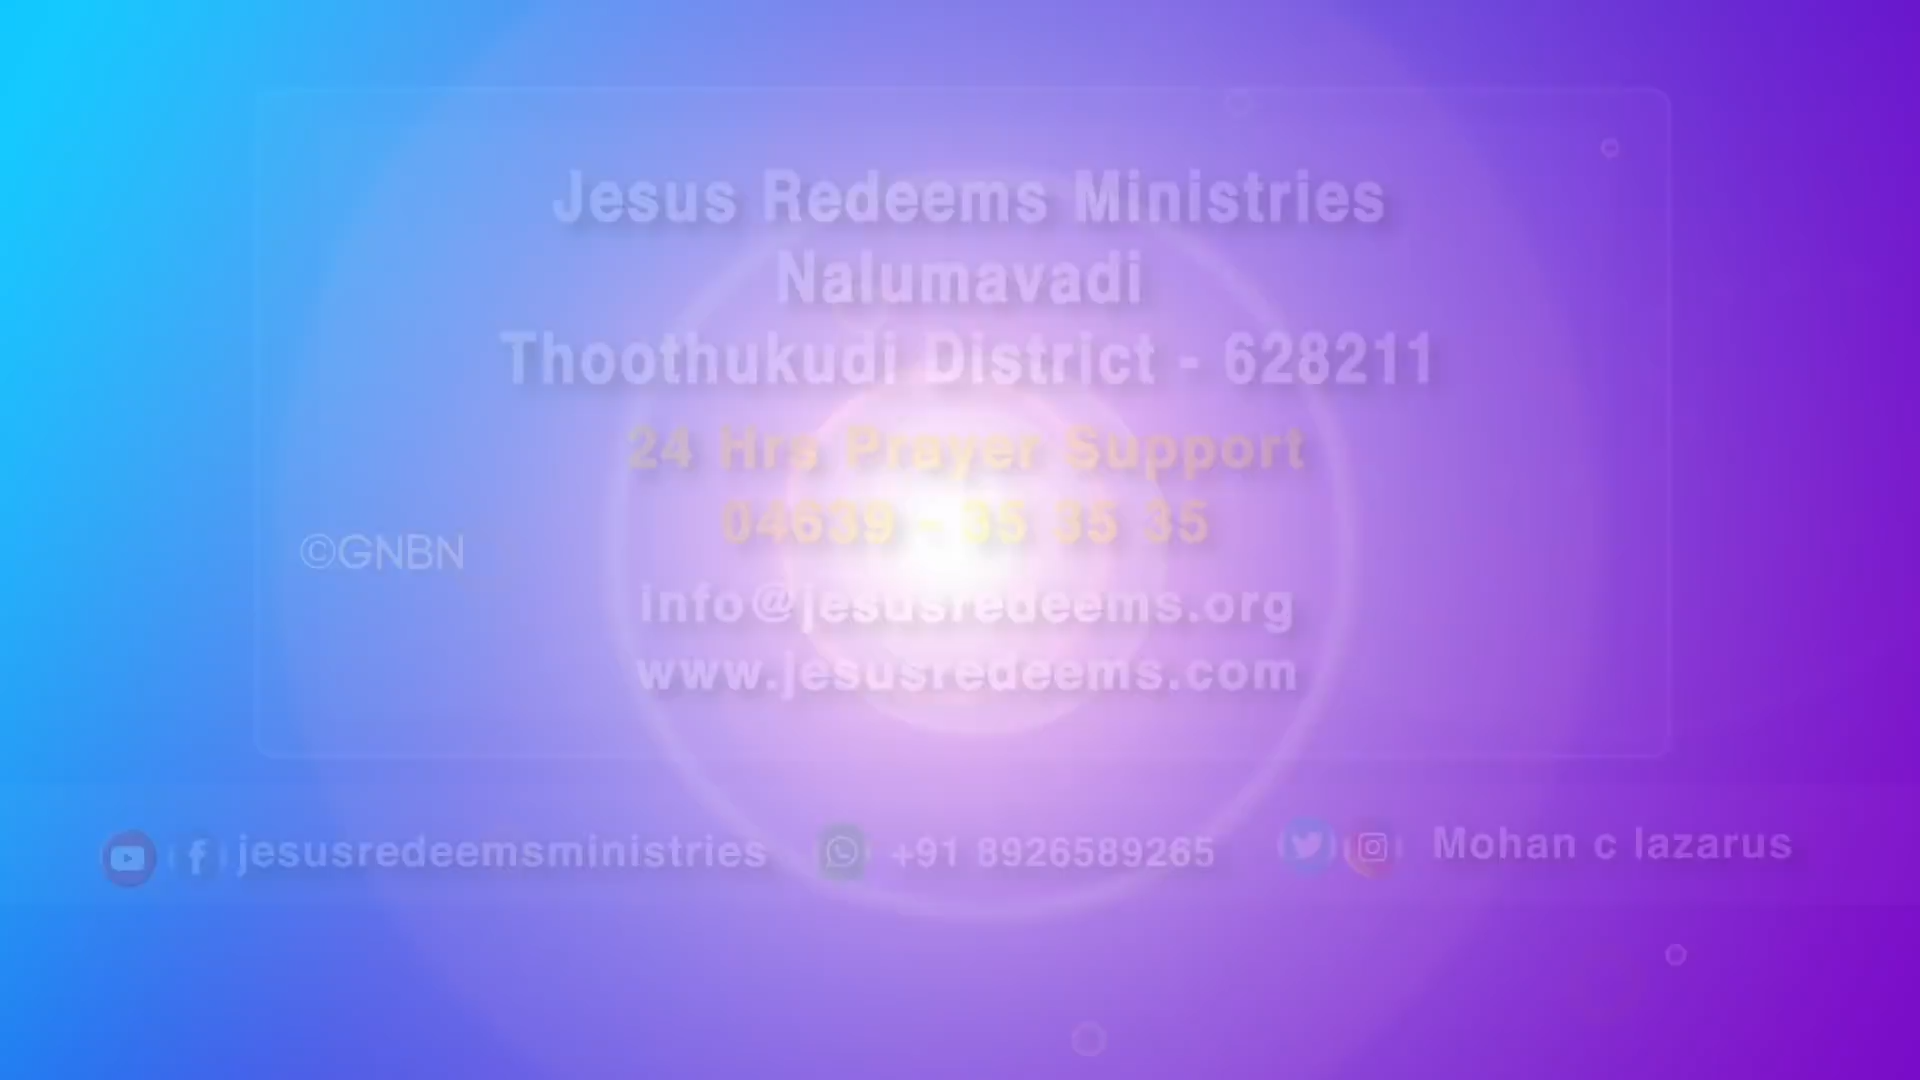 Jesus Redeems Ministries
Nalumavadi
Thoothukudi District - 628211
24 Hrs Prayer Support
04639 - 35 35 35
©GNBN
info@jesusredeems.org
www.jesusredeems.com
jesusredeemsministries +91 8926589265 Mohan c lazarus